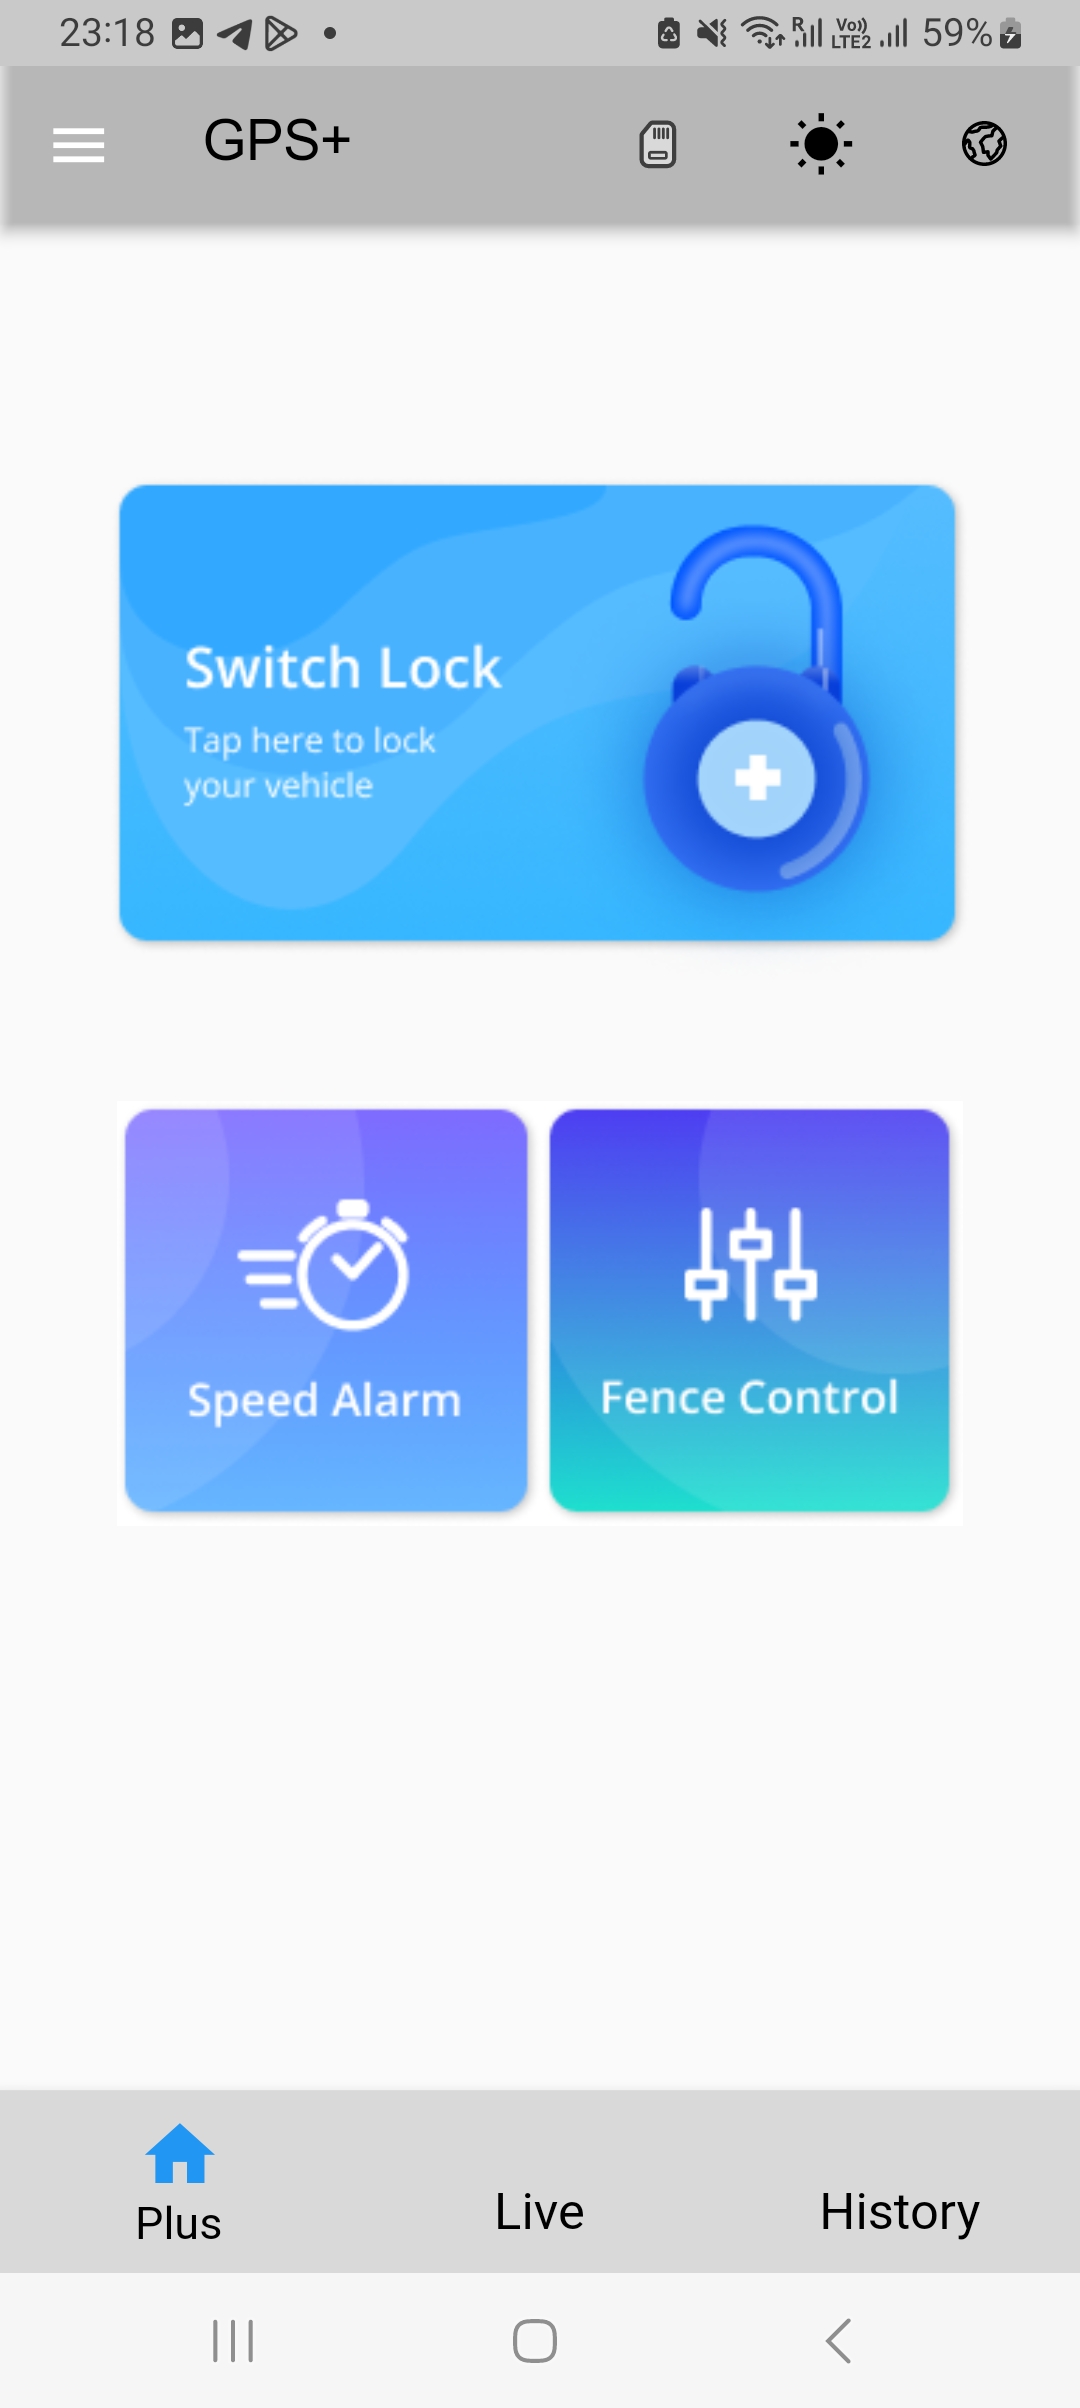 23:18
R
Vo))
LTE2
59%
GPS+
Switch Lock
Tap here to lock
your vehicle
Speed Alarm
Fence Control
Plus
Live
History